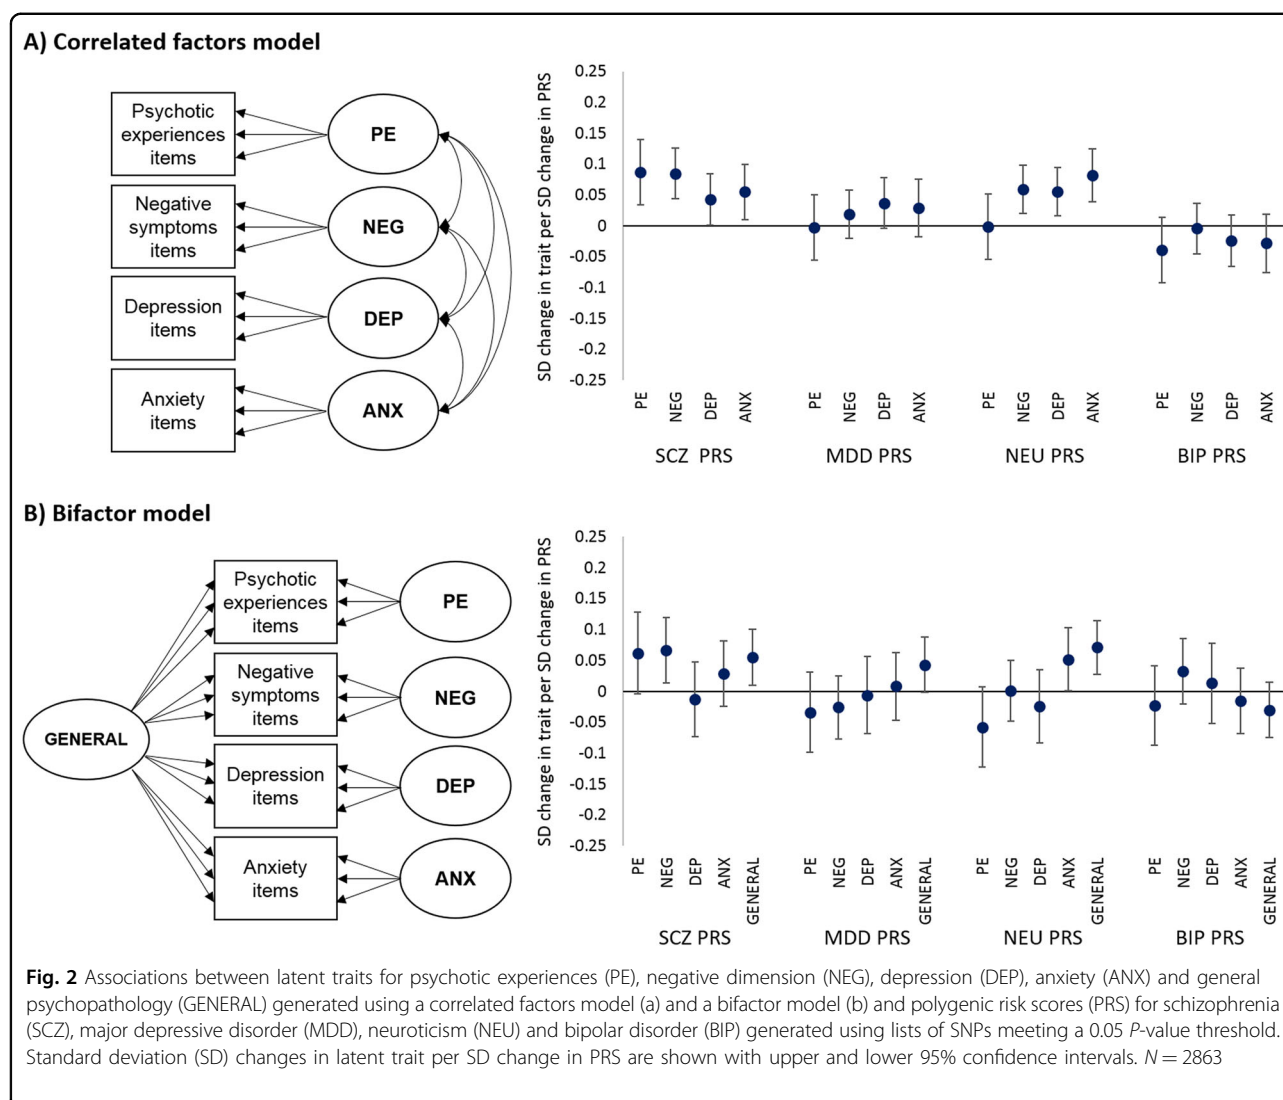 A) Correlated factors model
Psychotic
experiences
items
PE
Negative
symptoms
items
NEG
Depression
items
DEP
Anxiety
items
ANX
SD change in trait per SD change in PRS
0.25
0.2
0.15
0.1
0.05
0
-0.05
-0.1
-0.15
-0.2
-0.25
PE NEG DEP ANX PE NEG DEP ANX PE NEG DEP ANX PE NEG DEP ANX
SCZ PRS MDD PRS NEU PRS BIP PRS
B) Bifactor model
GENERAL
Psychotic
experiences
items
PE
Negative
symptoms
items
NEG
Depression
items
DEP
Anxiety
items
ANX
SD change in trait per SD change in PRS
0.25
0.2
0.15
0.1
0.05
0
-0.05
-0.1
-0.15
-0.2
-0.25
PE NEG DEP ANX GENERAL PE NEG DEP ANX GENERAL PE NEG DEP ANX GENERAL PE NEG DEP ANX GENERAL
SCZ PRS MDD PRS NEU PRS BIP PRS
Fig. 2 Associations between latent traits for psychotic experiences (PE), negative dimension (NEG), depression (DEP), anxiety (ANX) and general
psychopathology (GENERAL) generated using a correlated factors model (a) and a bifactor model (b) and polygenic risk scores (PRS) for schizophrenia
(SCZ), major depressive disorder (MDD), neuroticism (NEU) and bipolar disorder (BIP) generated using lists of SNPs meeting a 0.05 P-value threshold.
Standard deviation (SD) changes in latent trait per SD change in PRS are shown with upper and lower 95% confidence intervals. N = 2863